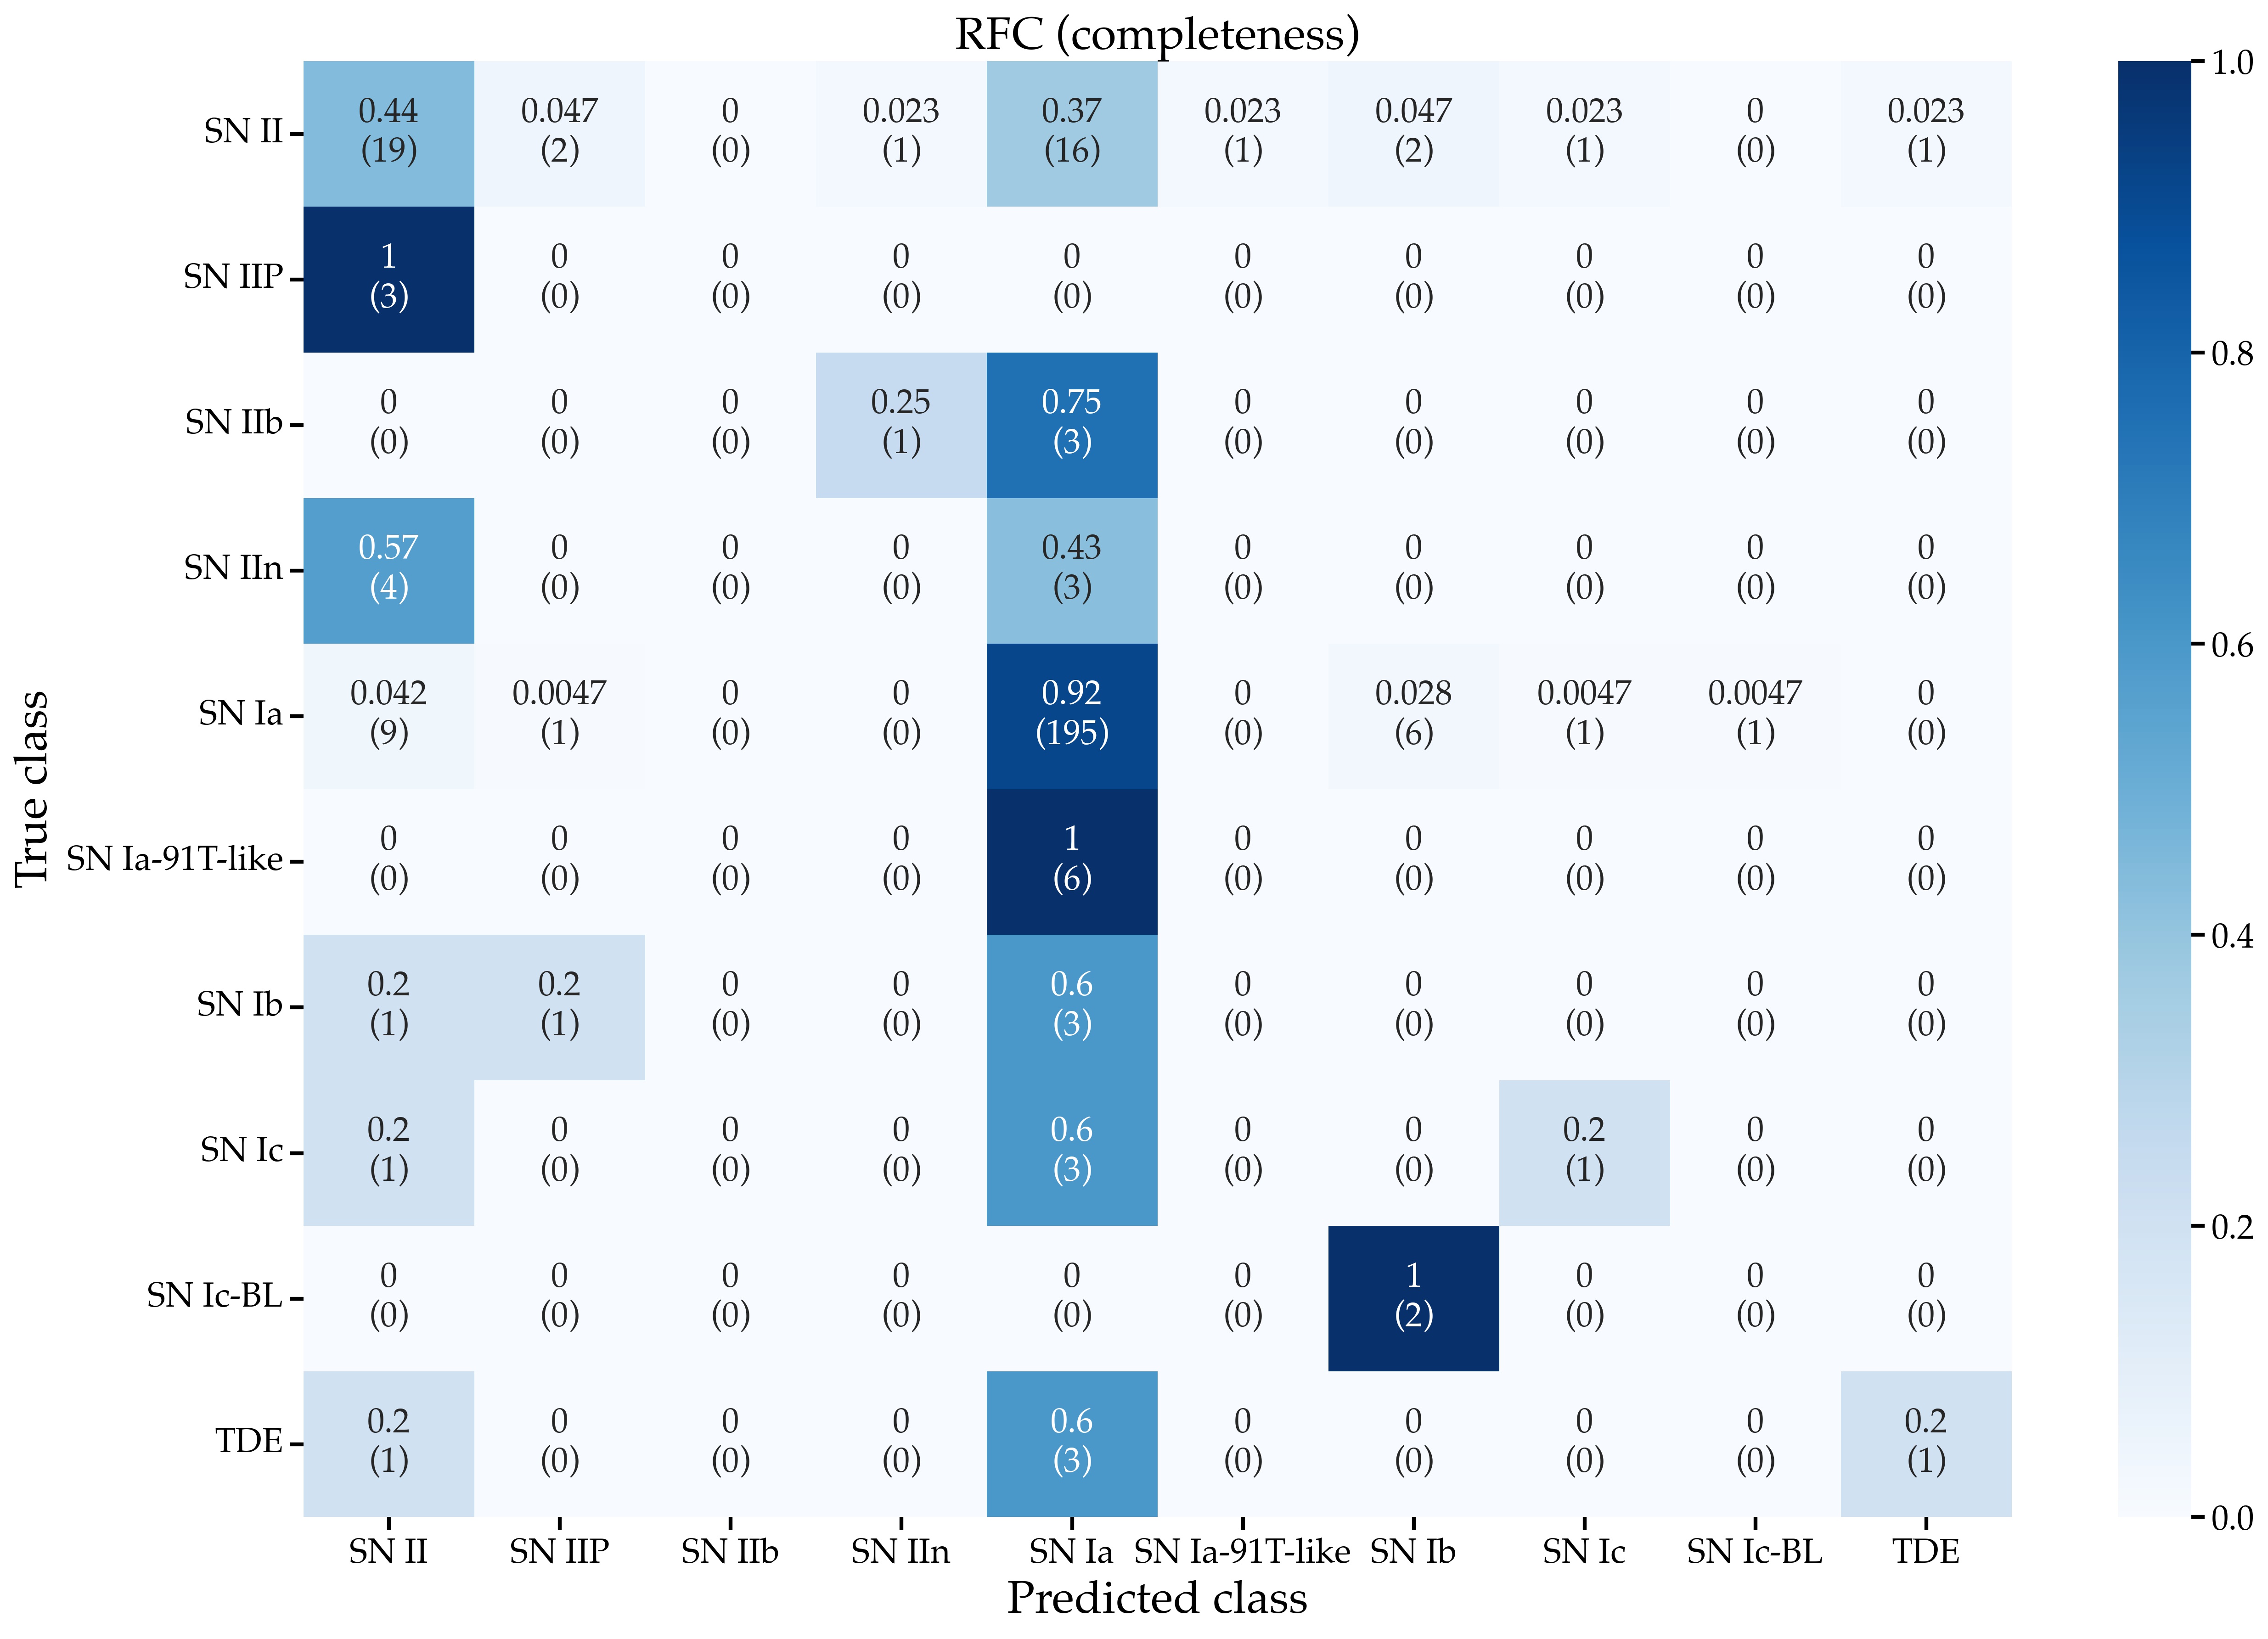 RFC (completeness)
True class
SN II
0.44 0.047 0 0.023 0.37 0.023 0.047 0.023 0 0.023
(19) (2) (0) (1) (16) (1) (2) (1) (0) (1)
SN IIP
1 0 0 0 0 0 0 0 0 0
(3) (0) (0) (0) (0) (0) (0) (0) (0) (0)
SN IIb
0 0 0 0.25 0.75 0 0 0 0 0
(0) (0) (0) (1) (3) (0) (0) (0) (0) (0)
SN IIn
0.57 0 0 0 0.43 0 0 0 0 0
(4) (0) (0) (0) (3) (0) (0) (0) (0) (0)
SN Ia
0.042 0.0047 0 0 0.92 0 0.028 0.0047 0.0047 0
(9) (1) (0) (0) (195) (0) (6) (1) (1) (0)
SN Ia-91T-like
0 0 0 0 1 0 0 0 0 0
(0) (0) (0) (0) (6) (0) (0) (0) (0) (0)
SN Ib
0.2 0.2 0 0 0.6 0 0 0 0 0
(1) (1) (0) (0) (3) (0) (0) (0) (0) (0)
SN Ic
0.2 0 0 0 0.6 0 0 0.2 0 0
(1) (0) (0) (0) (3) (0) (0) (1) (0) (0)
SN Ic-BL
0 0 0 0 0 0 1 0 0 0
(0) (0) (0) (0) (0) (0) (2) (0) (0) (0)
TDE
0.2 0 0 0 0.6 0 0 0 0 0.2
(1) (0) (0) (0) (3) (0) (0) (0) (0) (1)
SN II SN IIP SN IIb SN IIn SN Ia SN Ia-91T-like SN Ib SN Ic SN Ic-BL TDE
Predicted class
1.0
0.8
0.6
0.4
0.2
0.0